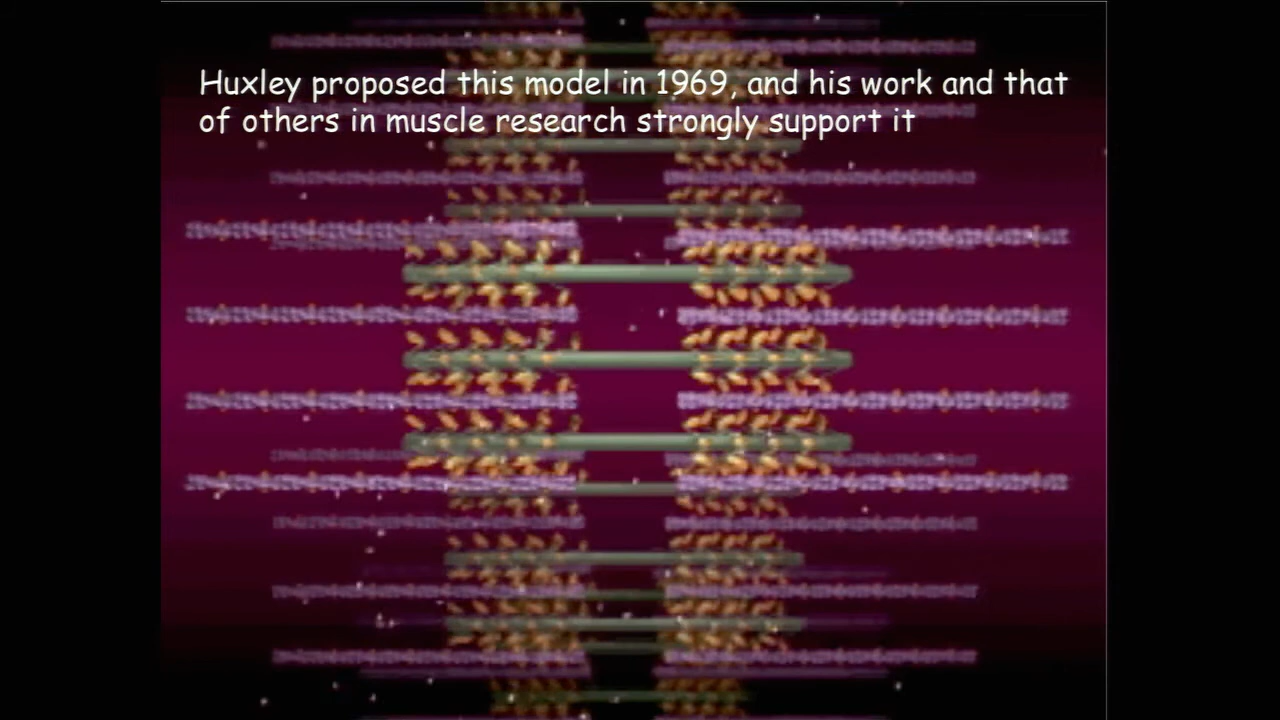 Huxley proposed this model in 1969, and his work and that
of others in muscle research strongly support it